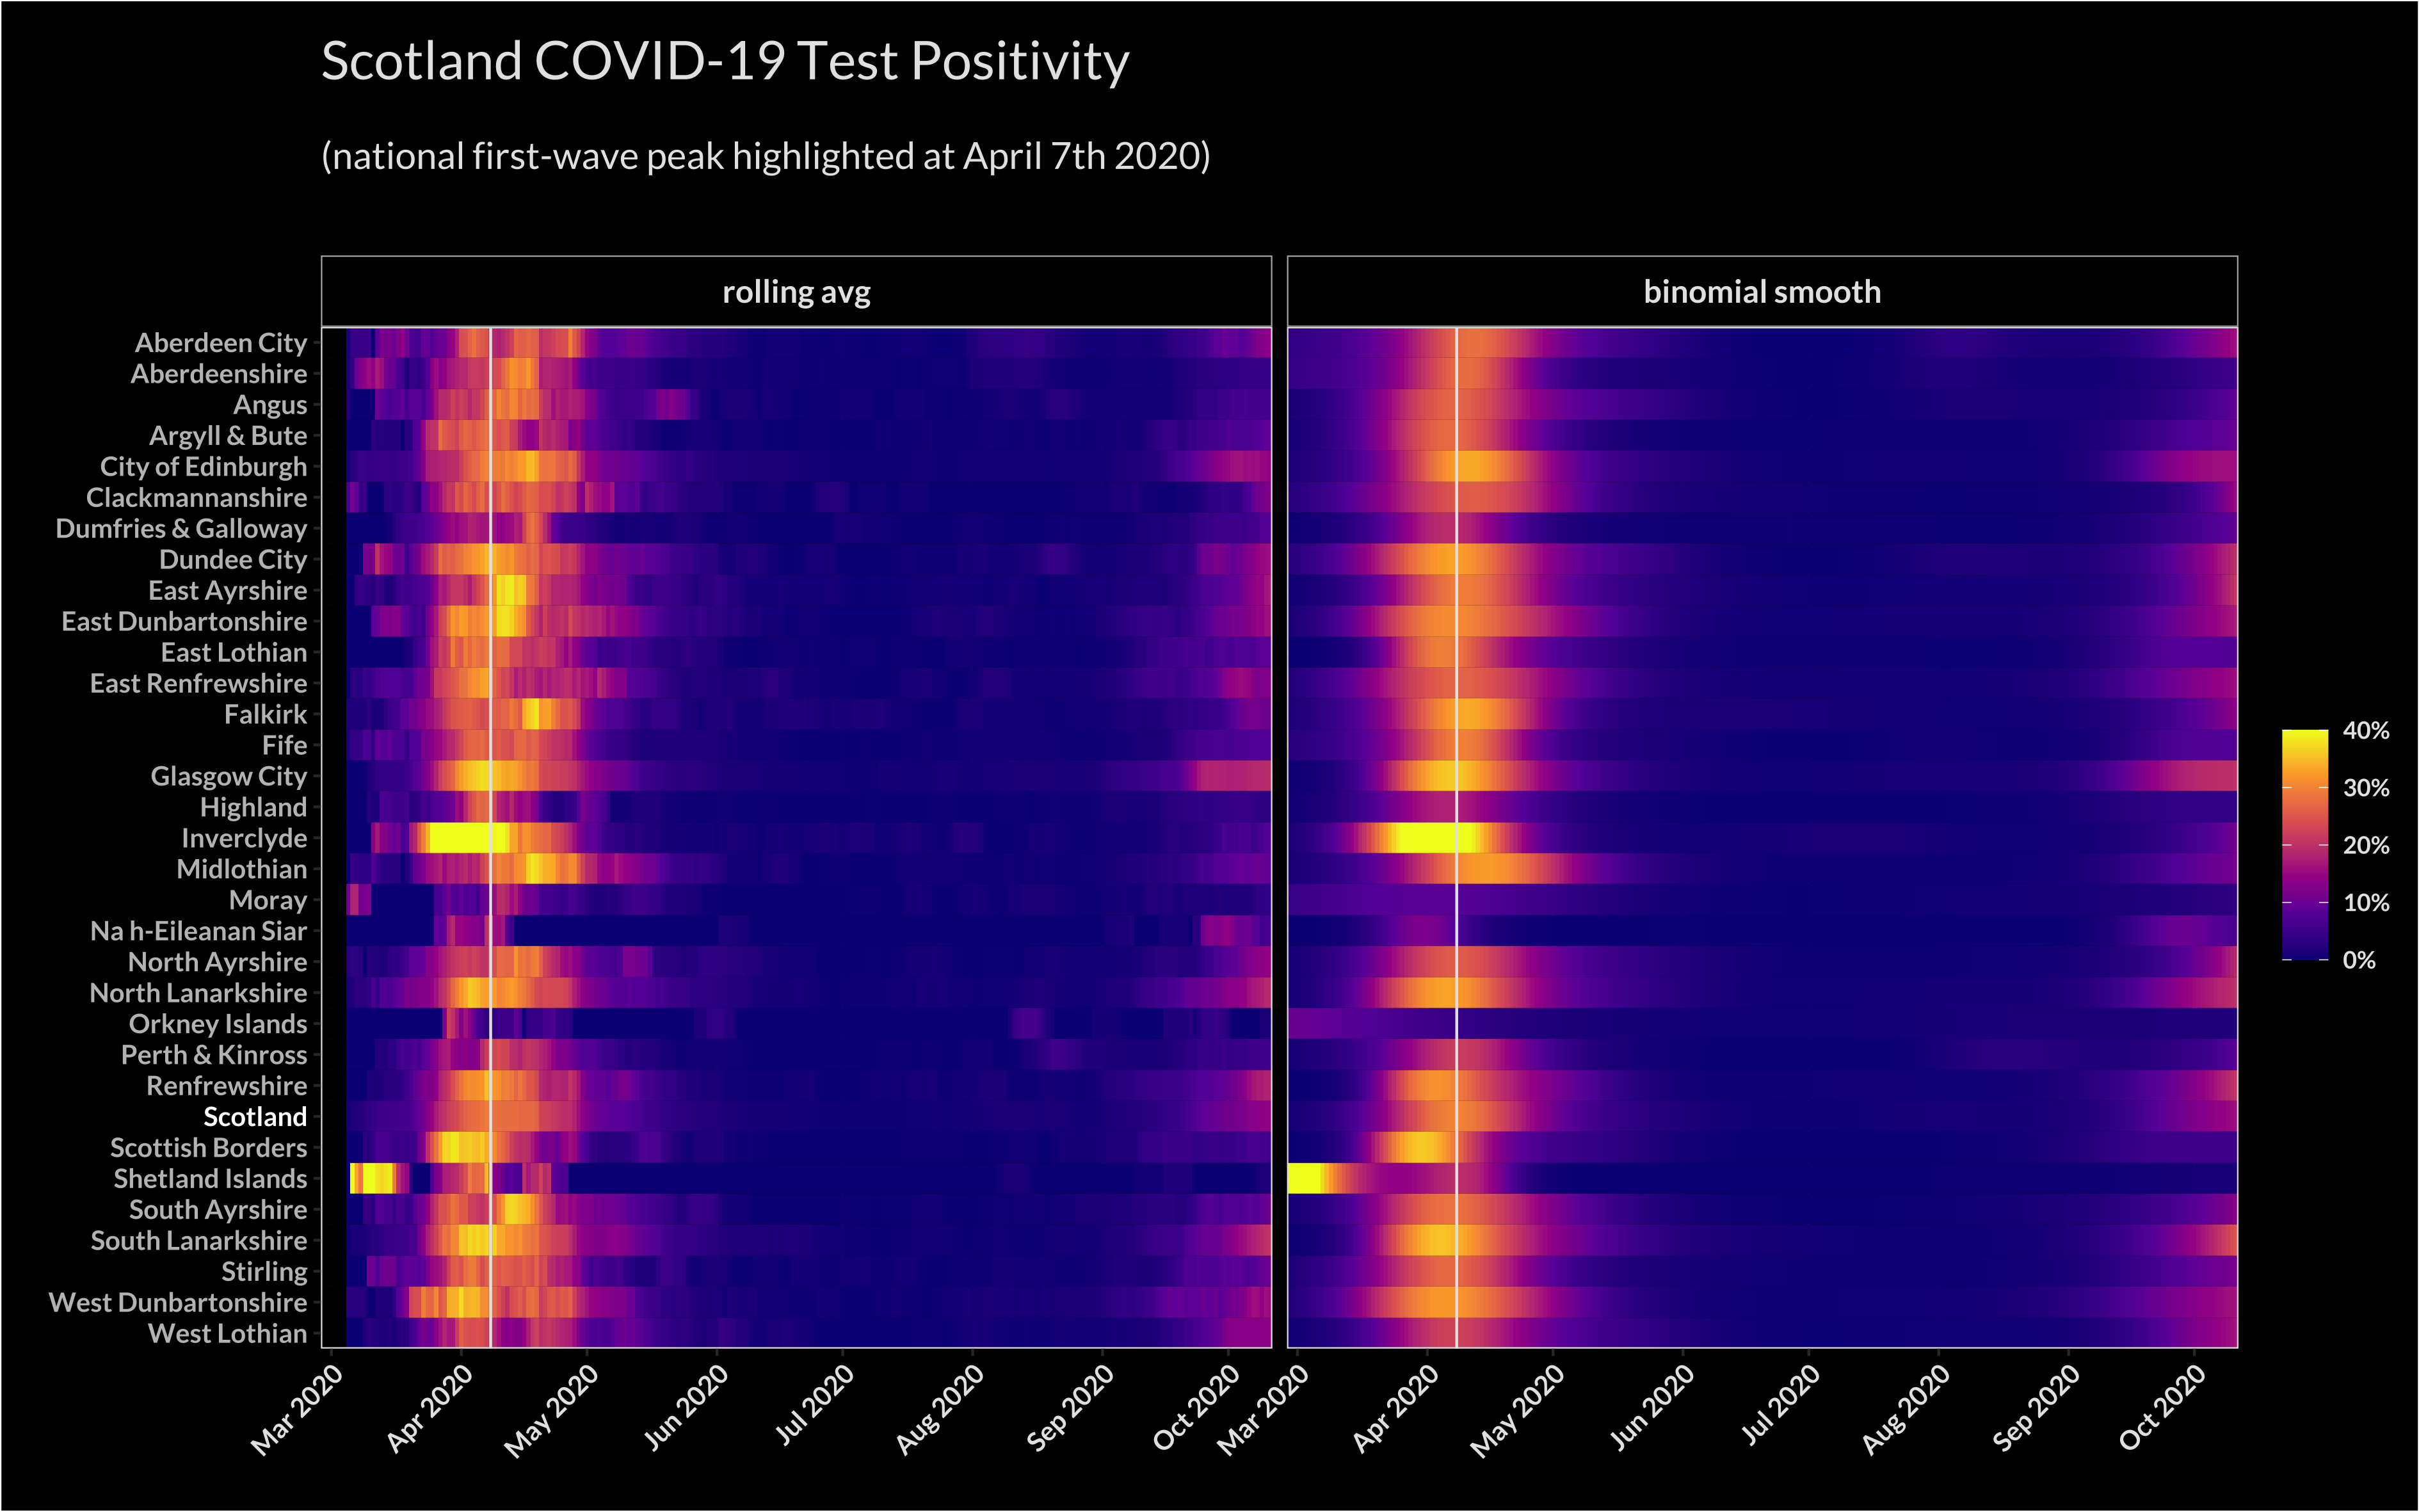 Scotland COVID-19 Test Positivity
(national first-wave peak highlighted at April 7th 2020)
rolling avg
binomial smooth
Aberdeen City
Aberdeenshire
Angus
Argyll & Bute
City of Edinburgh
Clackmannanshire
Dumfries & Galloway
Dundee City
East Ayrshire
East Dunbartonshire
East Lothian
East Renfrewshire
Falkirk
Fife
Glasgow City
Highland
Inverclyde
Midlothian
Moray
Na h-Eileanan Siar
North Ayrshire
North Lanarkshire
Orkney Islands
Perth & Kinross
Renfrewshire
Scotland
Scottish Borders
Shetland Islands
South Ayrshire
South Lanarkshire
Stirling
West Dunbartonshire
West Lothian
Mar 2020
Apr 2020
May 2020
Jun 2020
Jul 2020
Aug 2020
Sep 2020
Oct 2020
Mar 2020
Apr 2020
May 2020
Jun 2020
Jul 2020
Aug 2020
Sep 2020
Oct 2020
40%
30%
20%
10%
0%